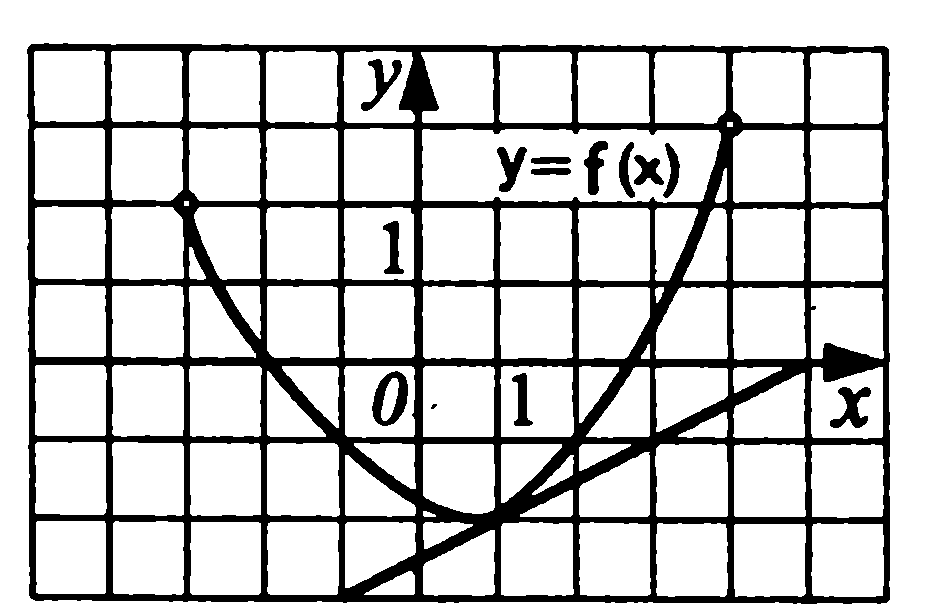 y
y = f (x)
1
0 1
x